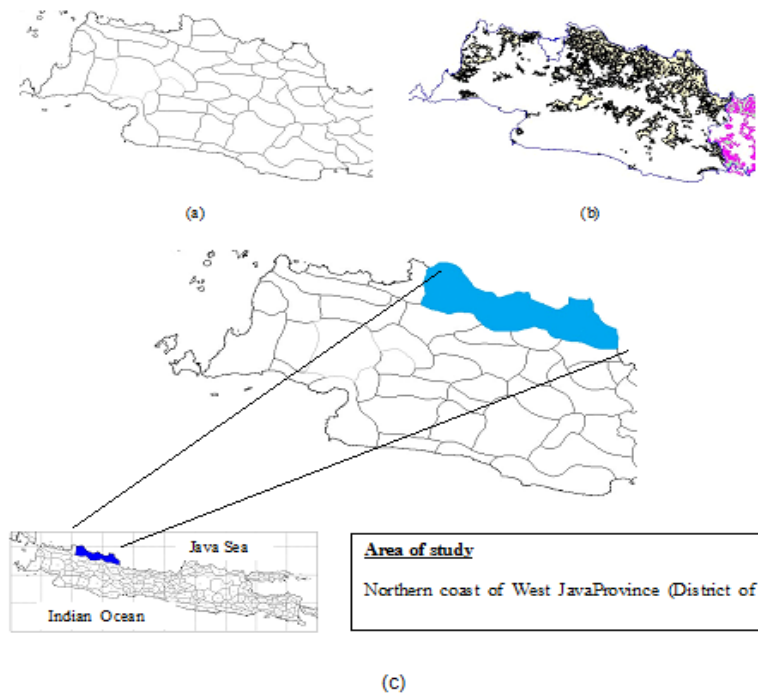 (a)
(b)
Java Sea
Indian Ocean
Area of study
Northern coast of West JavaProvince (District of
(c)